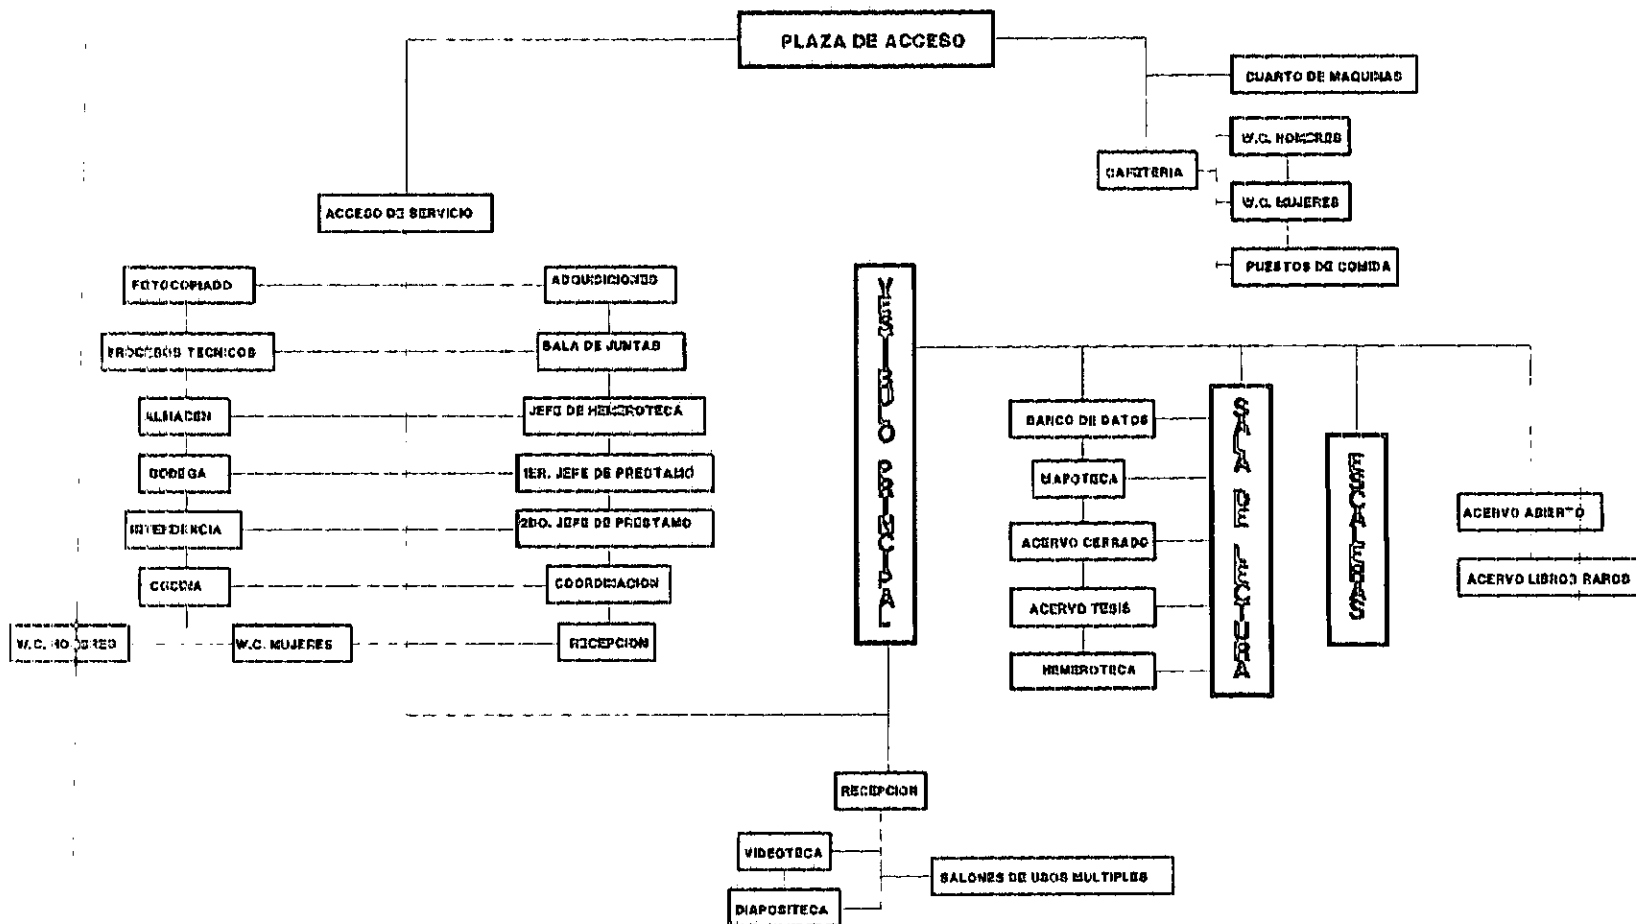 PLAZA DE ACCESO
CUARTO DE MAQUINAS
W.C. HOMBRES
CAFETERIA
W.C. MUJERES
PUESTOS DE COMIDA
ACCESO DE SERVICIO
FOTOCOPIADO
ADQUISICIONES
PROCESOS TECNICOS
SALA DE JUNTAS
ALMACEN
JEFE DE HEMEROTECA
BODEGA
1ER. JEFE DE PRESTAMO
INTENDENCIA
2DO. JEFE DE PRESTAMO
COCINA
COORDINACION
W.C. HOMBRES
W.C. MUJERES
RECEPCION
VESTIBULO PRINCIPAL
BANCO DE DATOS
MAPOTECA
ACERVO CERRADO
ACERVO TESIS
HEMEROTECA
SALA DE LECTURA
ESCALERAS
ACERVO ABIERTO
ACERVO LIBROS RAROS
RECEPCION
VIDEOTECA
SALONES DE USOS MULTIPLES
DIAPOSITECA